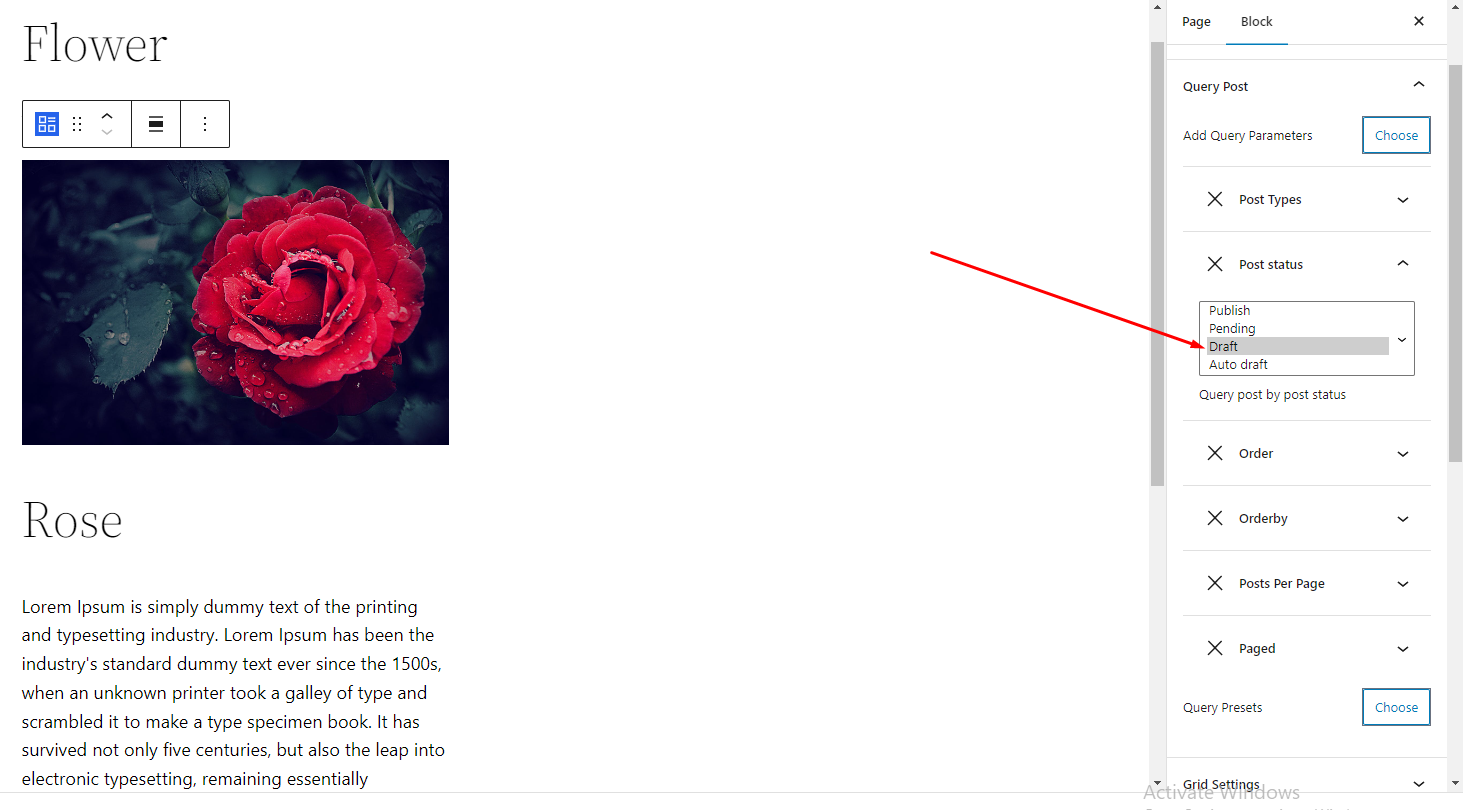 Flower
Rose
Lorem Ipsum is simply dummy text of the printing
and typesetting industry. Lorem Ipsum has been the
industry's standard dummy text ever since the 1500s,
when an unknown printer took a galley of type and
scrambled it to make a type specimen book. It has
survived not only five centuries, but also the leap into
electronic typesetting, remaining essentially
Page
Block
Query Post
Add Query Parameters
Choose
Post Types
Post status
Publish
Pending
Draft
Auto draft
Query post by post status
Order
Orderby
Posts Per Page
Paged
Query Presets
Choose
Grid Settings
Activate Windows